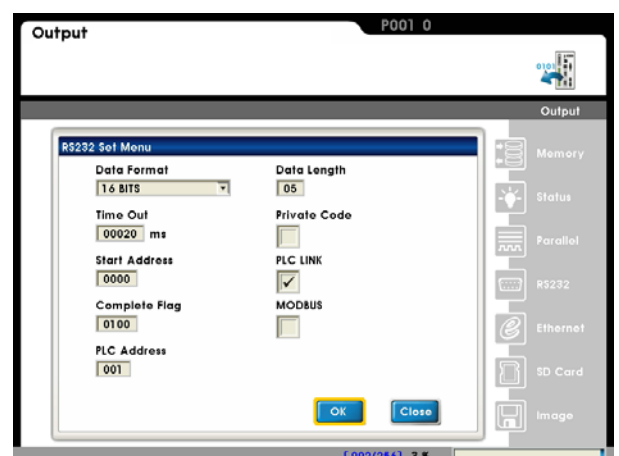 Output
P001 0
0101
Output
RS232 Set Menu
Data Format
Data Length
16 BITS
05
Time Out
Private Code
00020 ms
Start Address
PLC LINK
0000
Complete Flag
MODBUS
0100
PLC Address
001
OK
Close
Memory
Status
Parallel
RS232
Ethernet
SD Card
Image